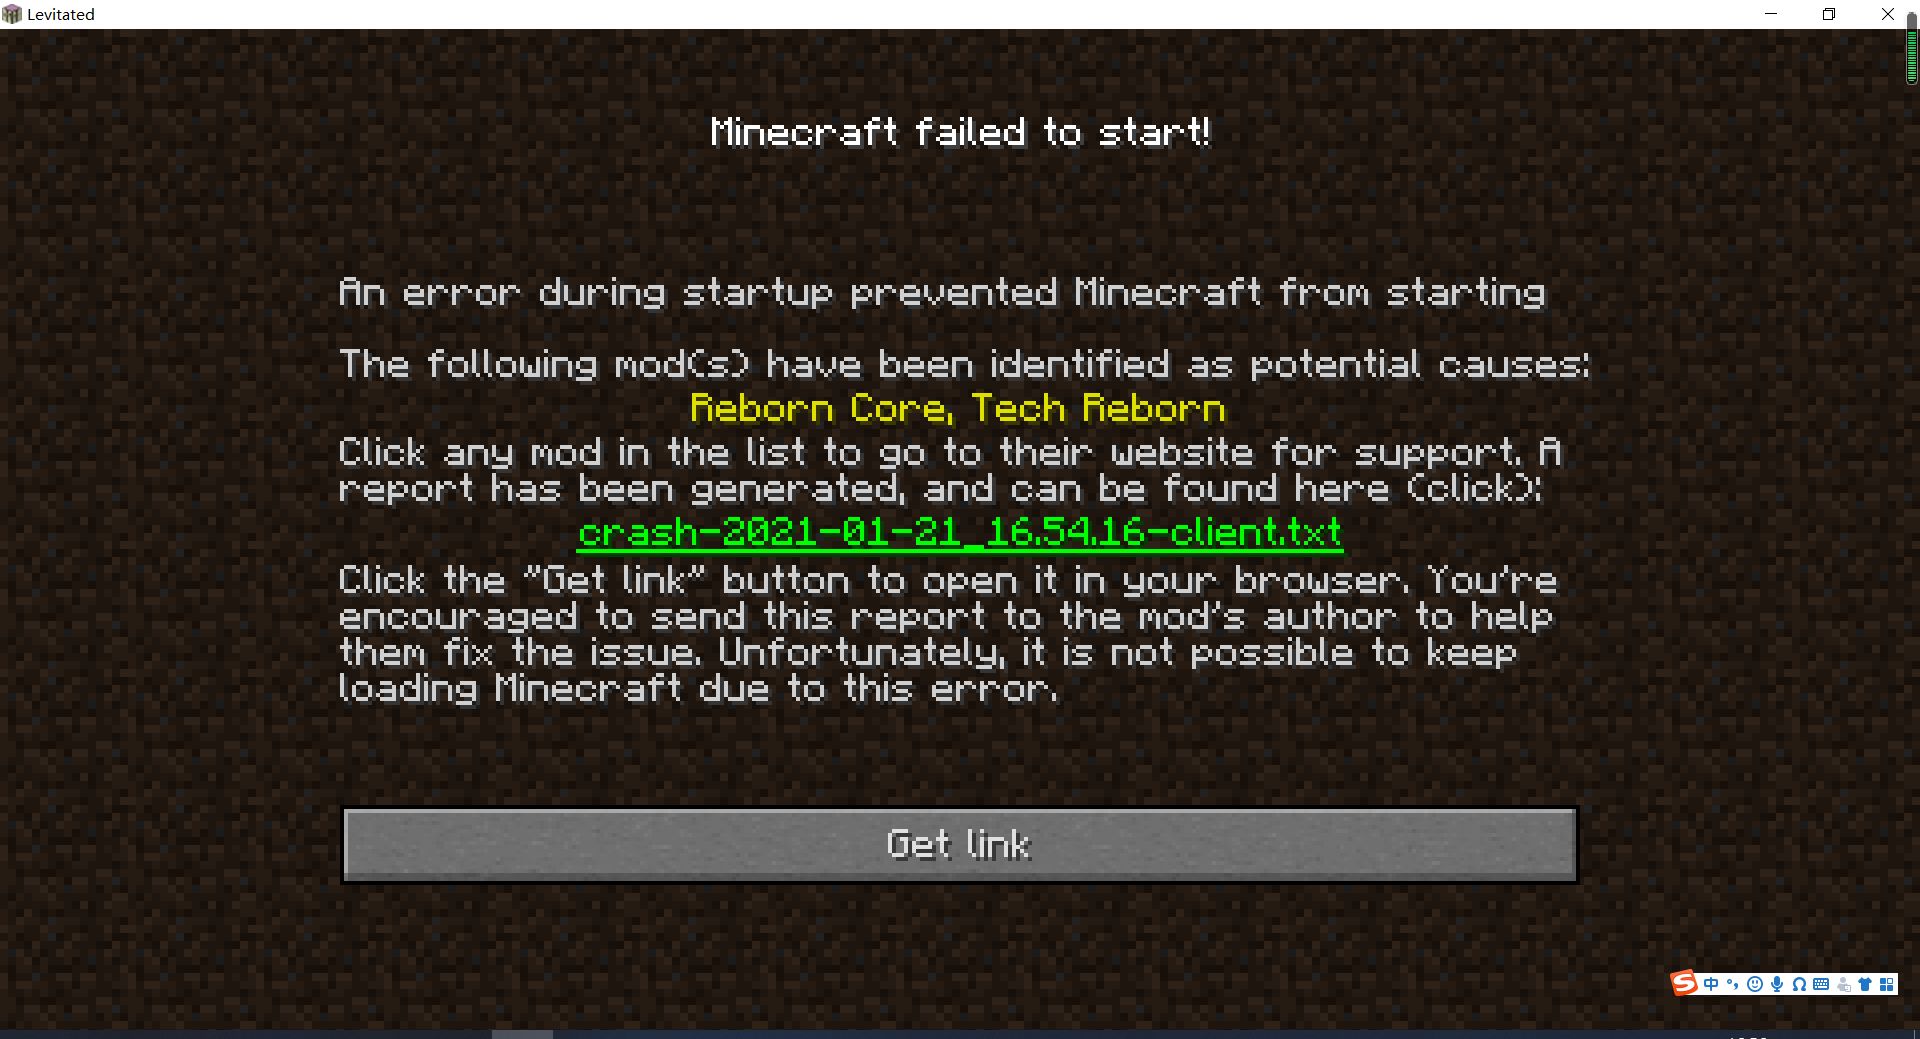 Levitated
Minecraft failed to start!
An error during startup prevented Minecraft from starting
The following mod(s) have been identified as potential causes:
Reborn Core, Tech Reborn
Click any mod in the list to go to their website for support. A
report has been generated, and can be found here (click):
crash-2021-01-21_16.54.16-client.txt
Click the "Get link" button to open it in your browser. You're
encouraged to send this report to the mod's author to help
them fix the issue. Unfortunately, it is not possible to keep
loading Minecraft due to this error.
Get link
S中